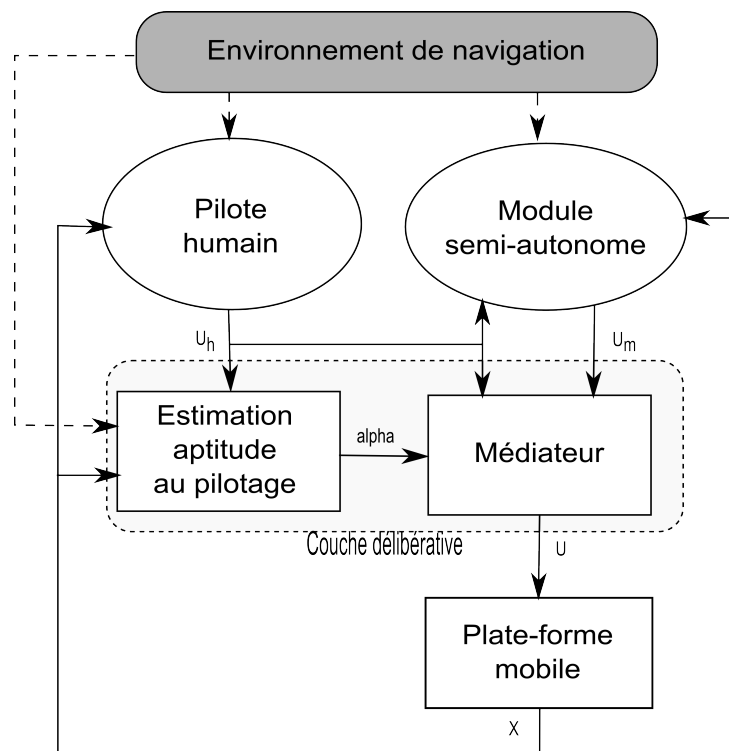 Environnement de navigation
Pilote
humain
Module
semi-autonome
Uh
Um
Estimation
aptitude
au pilotage
alpha
Médiateur
Couche délibérative
U
Plate-forme
mobile
X